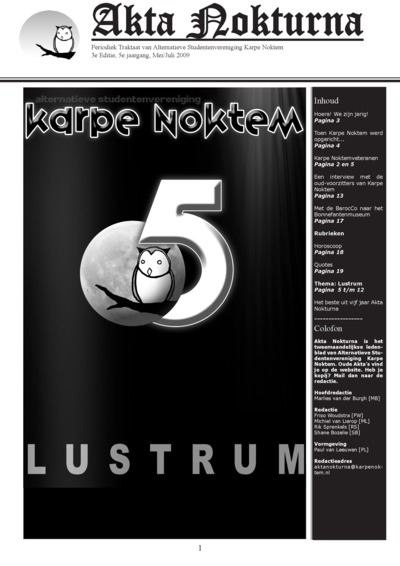 Akta Nokturna
Periodiek Traktaat van Alternatieve Studentenvereniging Karpe Noktem
3e Editie, 5e jaargang, Mei/Juli 2009
alternatieve studentenvereniging
karpe noktem
5
LUSTRUM
Inhoud
Hoera! We zijn jarig!
Pagina 3
Toen Karpe Noktem werd
opgericht...
Pagina 4
Karpe Noktemveteranen
Pagina 2 en 5
Een interview met de
oud-voorzitters van Karpe
Noktem
Pagina 13
Met de BarocCo naar het
Bonnefantenmuseum
Pagina 17
Rubrieken
Horoscoop
Pagina 18
Quotes
Pagina 19
Thema: Lustrum
Pagina 5 t/m 12
Het beste uit vijf jaar Akta
Nokturna
Colofon
Akta Nokturna is het
tweemaandelijkse leden-
blad van Alternatieve Stu-
dentenvereniging Karpe
Noktem. Oude Akta's vind
je op de website. Heb je
kopij? Mail dan naar de
redactie.
Hoofdredactie
Marlies van der Burgh [MB]
Redactie
Friso Woudstra [FW]
Michiel van Lierop [ML]
Rik Sprenkels [RS]
Shane Bozelie [SB]
Vormgeving
Paul van Leeuwen [PL]
Redactieadres
aktanokturna@karpenok-
tem.nl
1